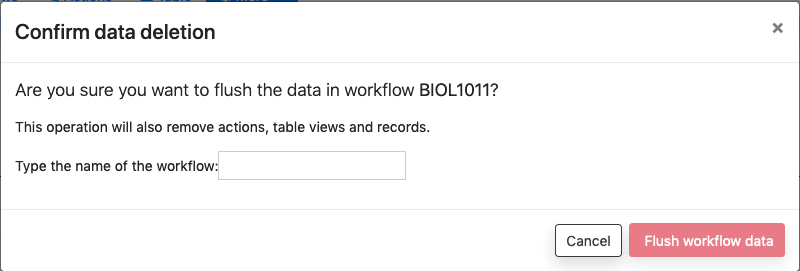 Confirm data deletion
×
Are you sure you want to flush the data in workflow BIOL1011?
This operation will also remove actions, table views and records.
Type the name of the workflow:
Cancel
Flush workflow data